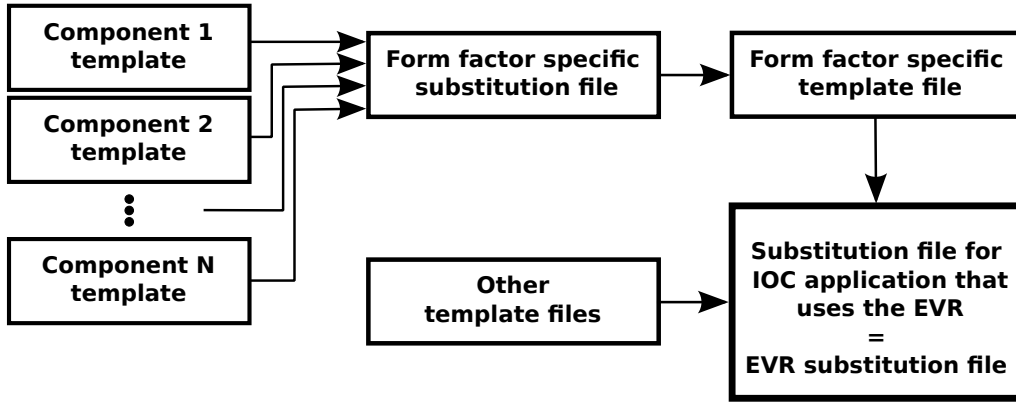 Component 1
template
Component 2
template
Component N
template
Form factor specific
substitution file
Form factor specific
template file
Other
template files
Substitution file for
IOC application that
uses the EVR
=
EVR substitution file